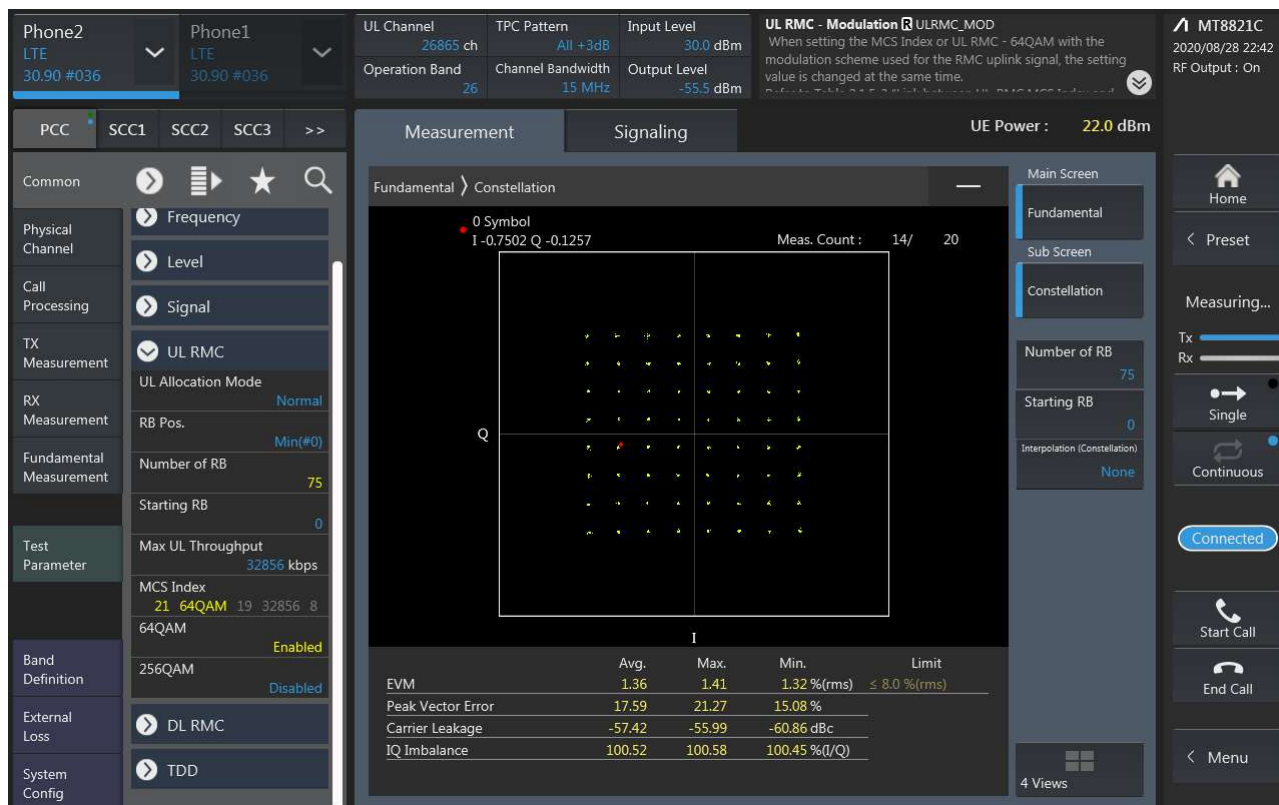 Phone2
LTE
30.90 #036
Phone1
LTE
30.90 #036
UL Channel
26865 ch
Operation Band
26
TPC Pattern
All +3dB
Channel Bandwidth
15 MHz
Input Level
30.0 dBm
Output Level
-55.5 dBm
UL RMC - Modulation R ULRMC_MOD
When setting the MCS Index or UL RMC - 64QAM with the
modulation scheme used for the RMC uplink signal, the setting
value is changed at the same time.
MT8821C
2020/08/28 22:42
RF Output : On
PCC SCC1 SCC2 SCC3 >>
Measurement
Signaling
UE Power : 22.0 dBm
Common
Physical
Channel
Call
Processing
TX
Measurement
RX
Measurement
Fundamental
Measurement
Test
Parameter
Band
Definition
External
Loss
System
Config
Frequency
Level
Signal
UL RMC
UL Allocation Mode
Normal
RB Pos.
Min(#0)
Number of RB
75
Starting RB
0
Max UL Throughput
32856 kbps
MCS Index
21 64QAM 19 32856 8
64QAM
Enabled
256QAM
Disabled
DL RMC
TDD
Fundamental 〉 Constellation
0 Symbol
I -0.7502 Q -0.1257
Meas. Count : 14/ 20
Q
I
Avg. Max. Min. Limit
EVM 1.36 1.41 1.32 %(rms) ≤ 8.0 %(rms)
Peak Vector Error 17.59 21.27 15.08 %
Carrier Leakage -57.42 -55.99 -60.86 dBc
IQ Imbalance 100.52 100.58 100.45 %(I/Q)
Main Screen
Fundamental
Sub Screen
Constellation
Number of RB
75
Starting RB
0
Interpolation (Constellation)
None
4 Views
Home
< Preset
Measuring...
Tx
Rx
Single
Continuous
Connected
Start Call
End Call
< Menu